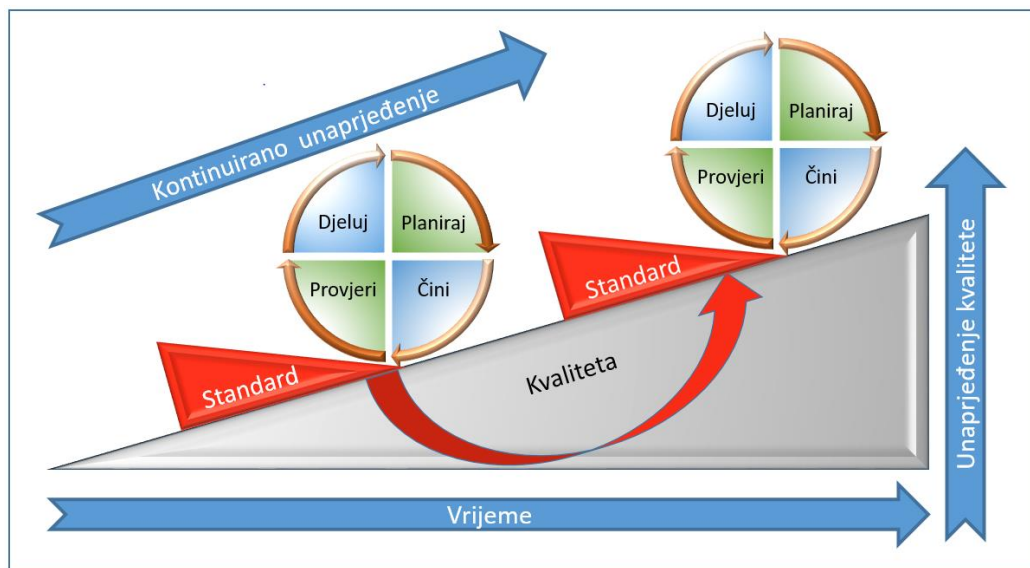 Kontinuirano unaprjeđenje
Djeluj
Planiraj
Provjeri
Čini
Djeluj
Planiraj
Provjeri
Čini
Standard
Standard
Kvaliteta
Unaprjeđenje kvalitete
Vrijeme